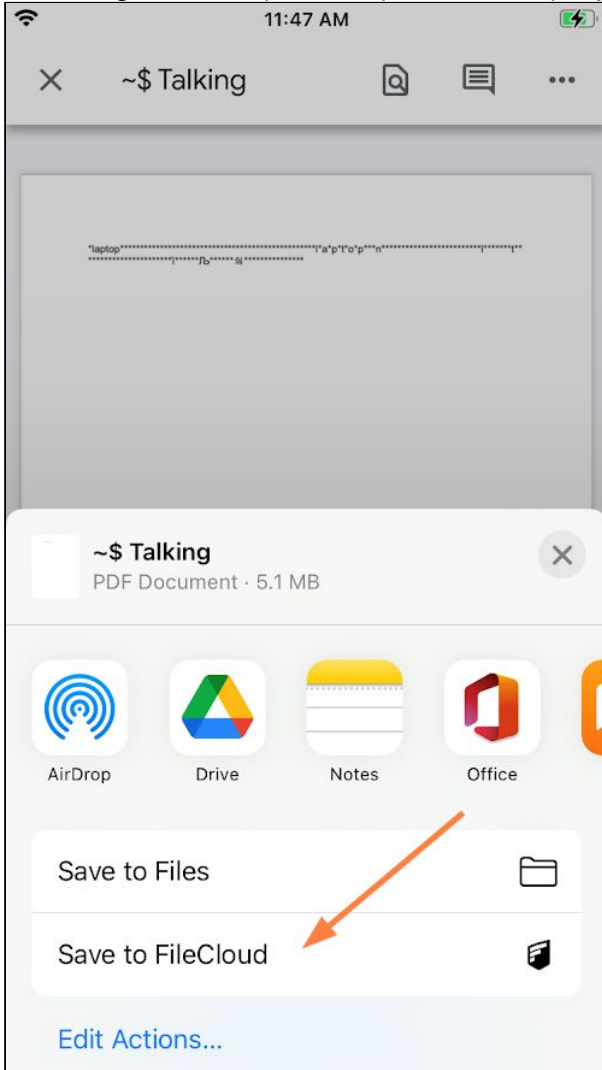 11:47 AM
~$ Talking
~$ Talking
PDF Document · 5.1 MB
AirDrop
Drive
Notes
Office
Save to Files
Save to FileCloud
Edit Actions...